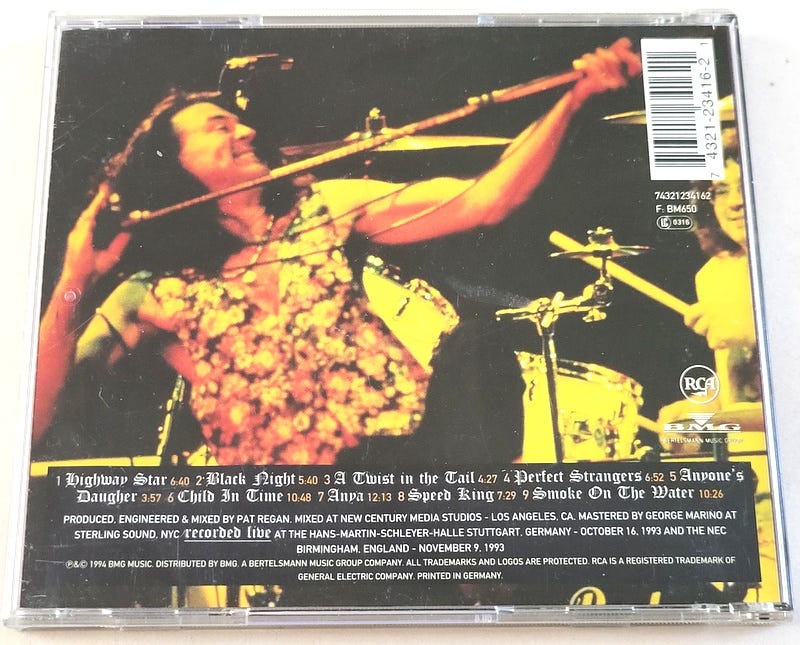 7 4321-23416-2 1
74321234162
F: BM650
LC 0316
RCA
BMG
BERTELSMANN MUSIC GROUP
1 Highway Star 6:40 2 Black Night 5:40 3 A Twist in the Tail 4:27 4 Perfect Strangers 6:52 5 Anyone's
Daugher 3:57 6 Child In Time 10:48 7 Anya 12:13 8 Speed King 7:29 9 Smoke On The Water 10:26
PRODUCED, ENGINEERED & MIXED BY PAT REGAN. MIXED AT NEW CENTURY MEDIA STUDIOS - LOS ANGELES, CA. MASTERED BY GEORGE MARINO AT
STERLING SOUND, NYC recorded live AT THE HANS-MARTIN-SCHLEYER-HALLE STUTTGART, GERMANY - OCTOBER 16, 1993 AND THE NEC
BIRMINGHAM, ENGLAND - NOVEMBER 9, 1993
℗&© 1994 BMG MUSIC. DISTRIBUTED BY BMG. A BERTELSMANN MUSIC GROUP COMPANY. ALL TRADEMARKS AND LOGOS ARE PROTECTED. RCA IS A REGISTERED TRADEMARK OF
GENERAL ELECTRIC COMPANY. PRINTED IN GERMANY.